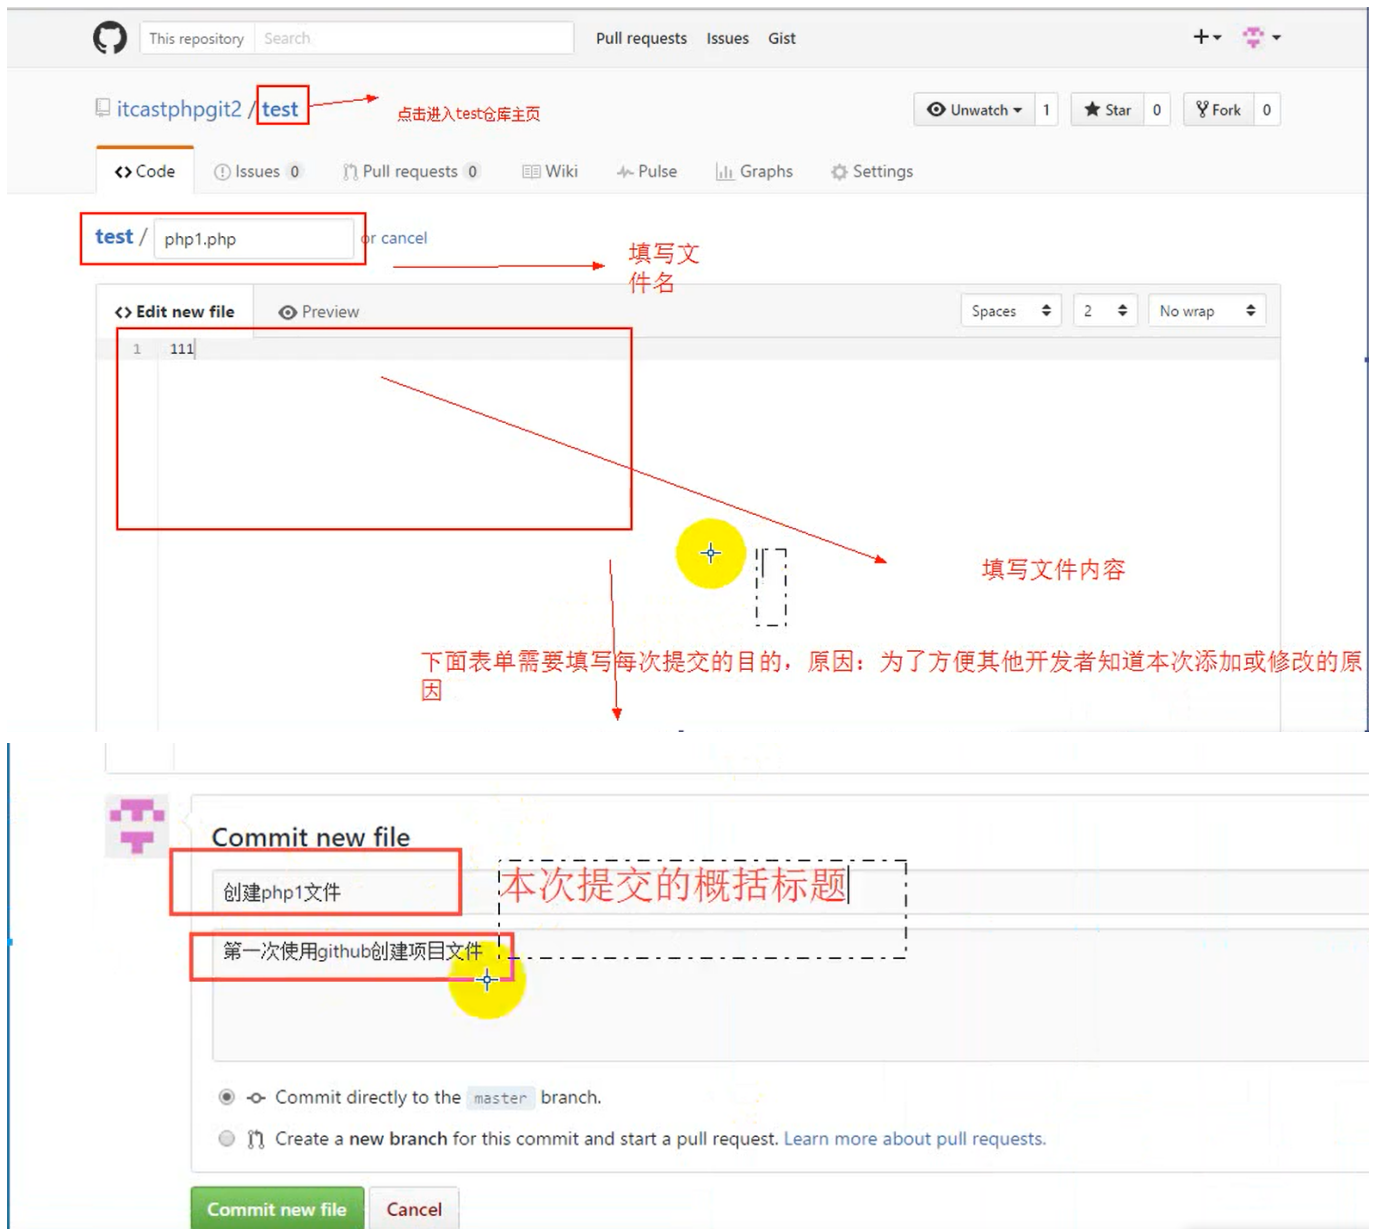 This repository Search Pull requests Issues Gist
itcastphpgit2 / test 点击进入test仓库主页 Unwatch 1 Star 0 Fork 0
Code Issues 0 Pull requests 0 Wiki Pulse Graphs Settings
test / php1.php or cancel
填写文
件名
Edit new file Preview Spaces 2 No wrap
1 111
填写文件内容
下面表单需要填写每次提交的目的，原因：为了方便其他开发者知道本次添加或修改的原
因
Commit new file
创建php1文件 本次提交的概括标题
第一次使用github创建项目文件
Commit directly to the master branch.
Create a new branch for this commit and start a pull request. Learn more about pull requests.
Commit new file Cancel